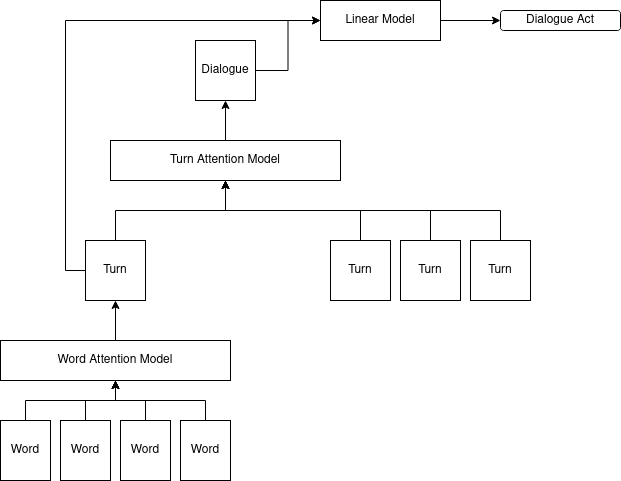 Linear Model
Dialogue Act
Dialogue
Turn Attention Model
Turn
Turn
Turn
Turn
Word Attention Model
Word
Word
Word
Word